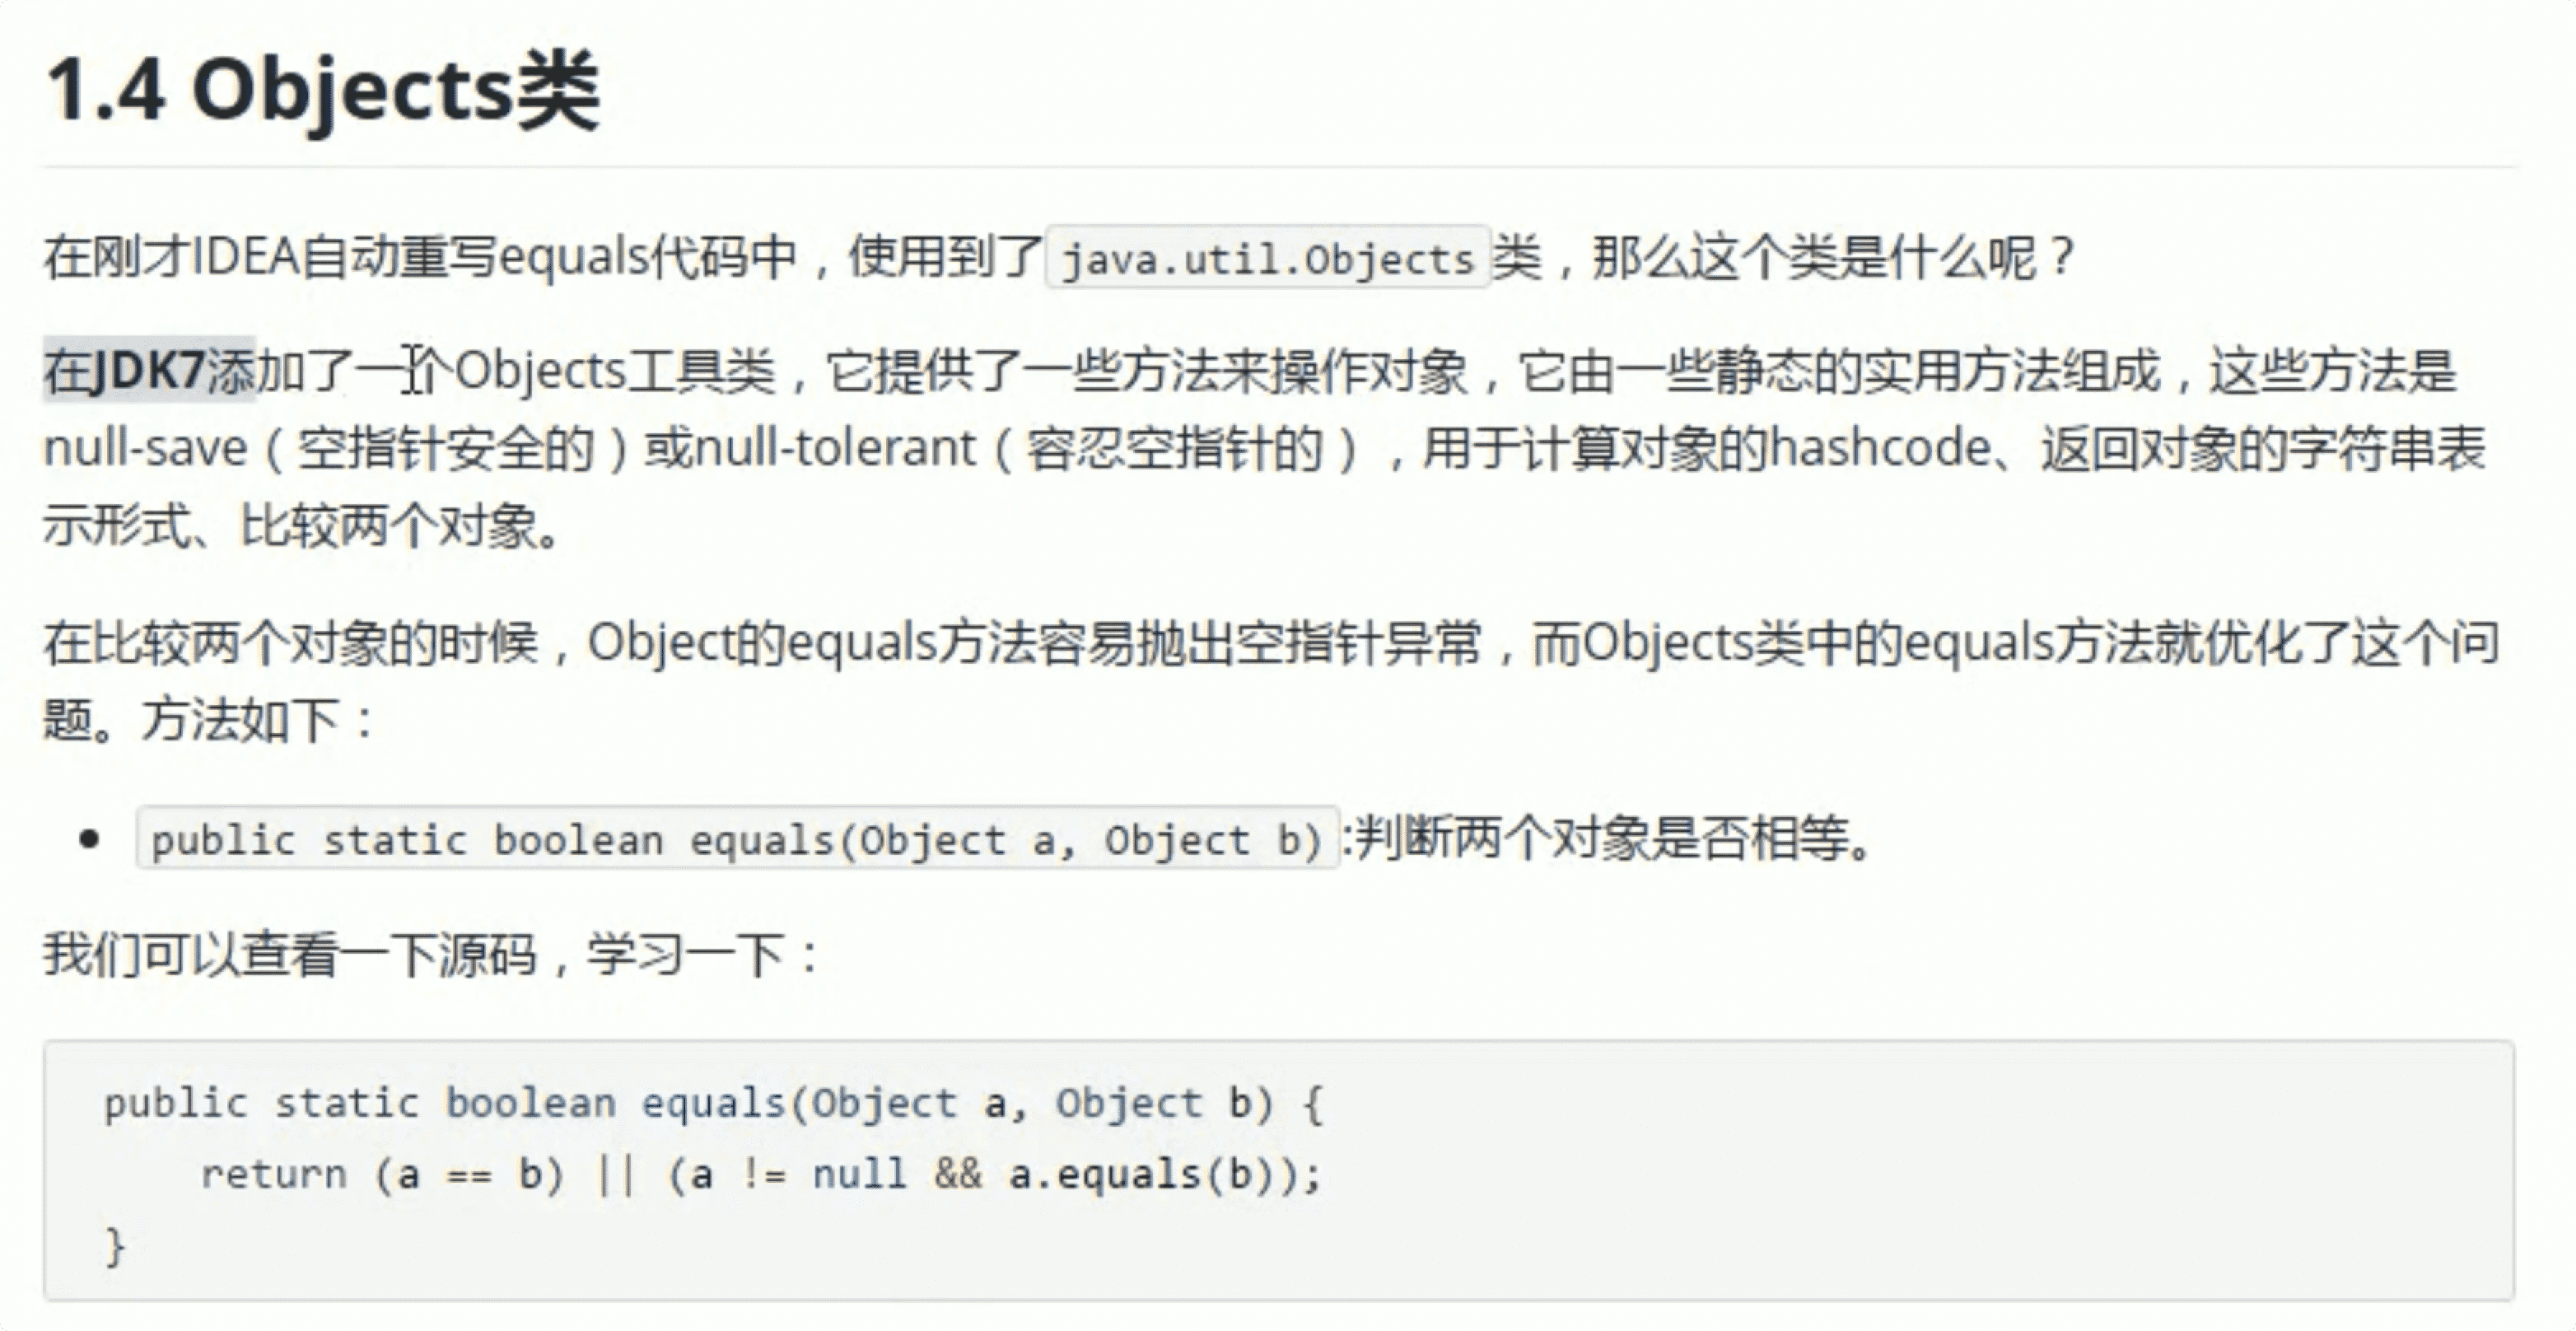 1.4 Objects类
在刚才IDEA自动重写equals代码中，使用到了java.util.Objects类，那么这个类是什么呢？
在JDK7添加了一个Objects工具类，它提供了一些方法来操作对象，它由一些静态的实用方法组成，这些方法是
null-save（空指针安全的）或null-tolerant（容忍空指针的），用于计算对象的hashcode、返回对象的字符串表
示形式、比较两个对象。
在比较两个对象的时候，Object的equals方法容易抛出空指针异常，而Objects类中的equals方法就优化了这个问
题。方法如下：
• public static boolean equals(Object a, Object b):判断两个对象是否相等。
我们可以查看一下源码，学习一下：
public static boolean equals(Object a, Object b) {
    return (a == b) || (a != null && a.equals(b));
}